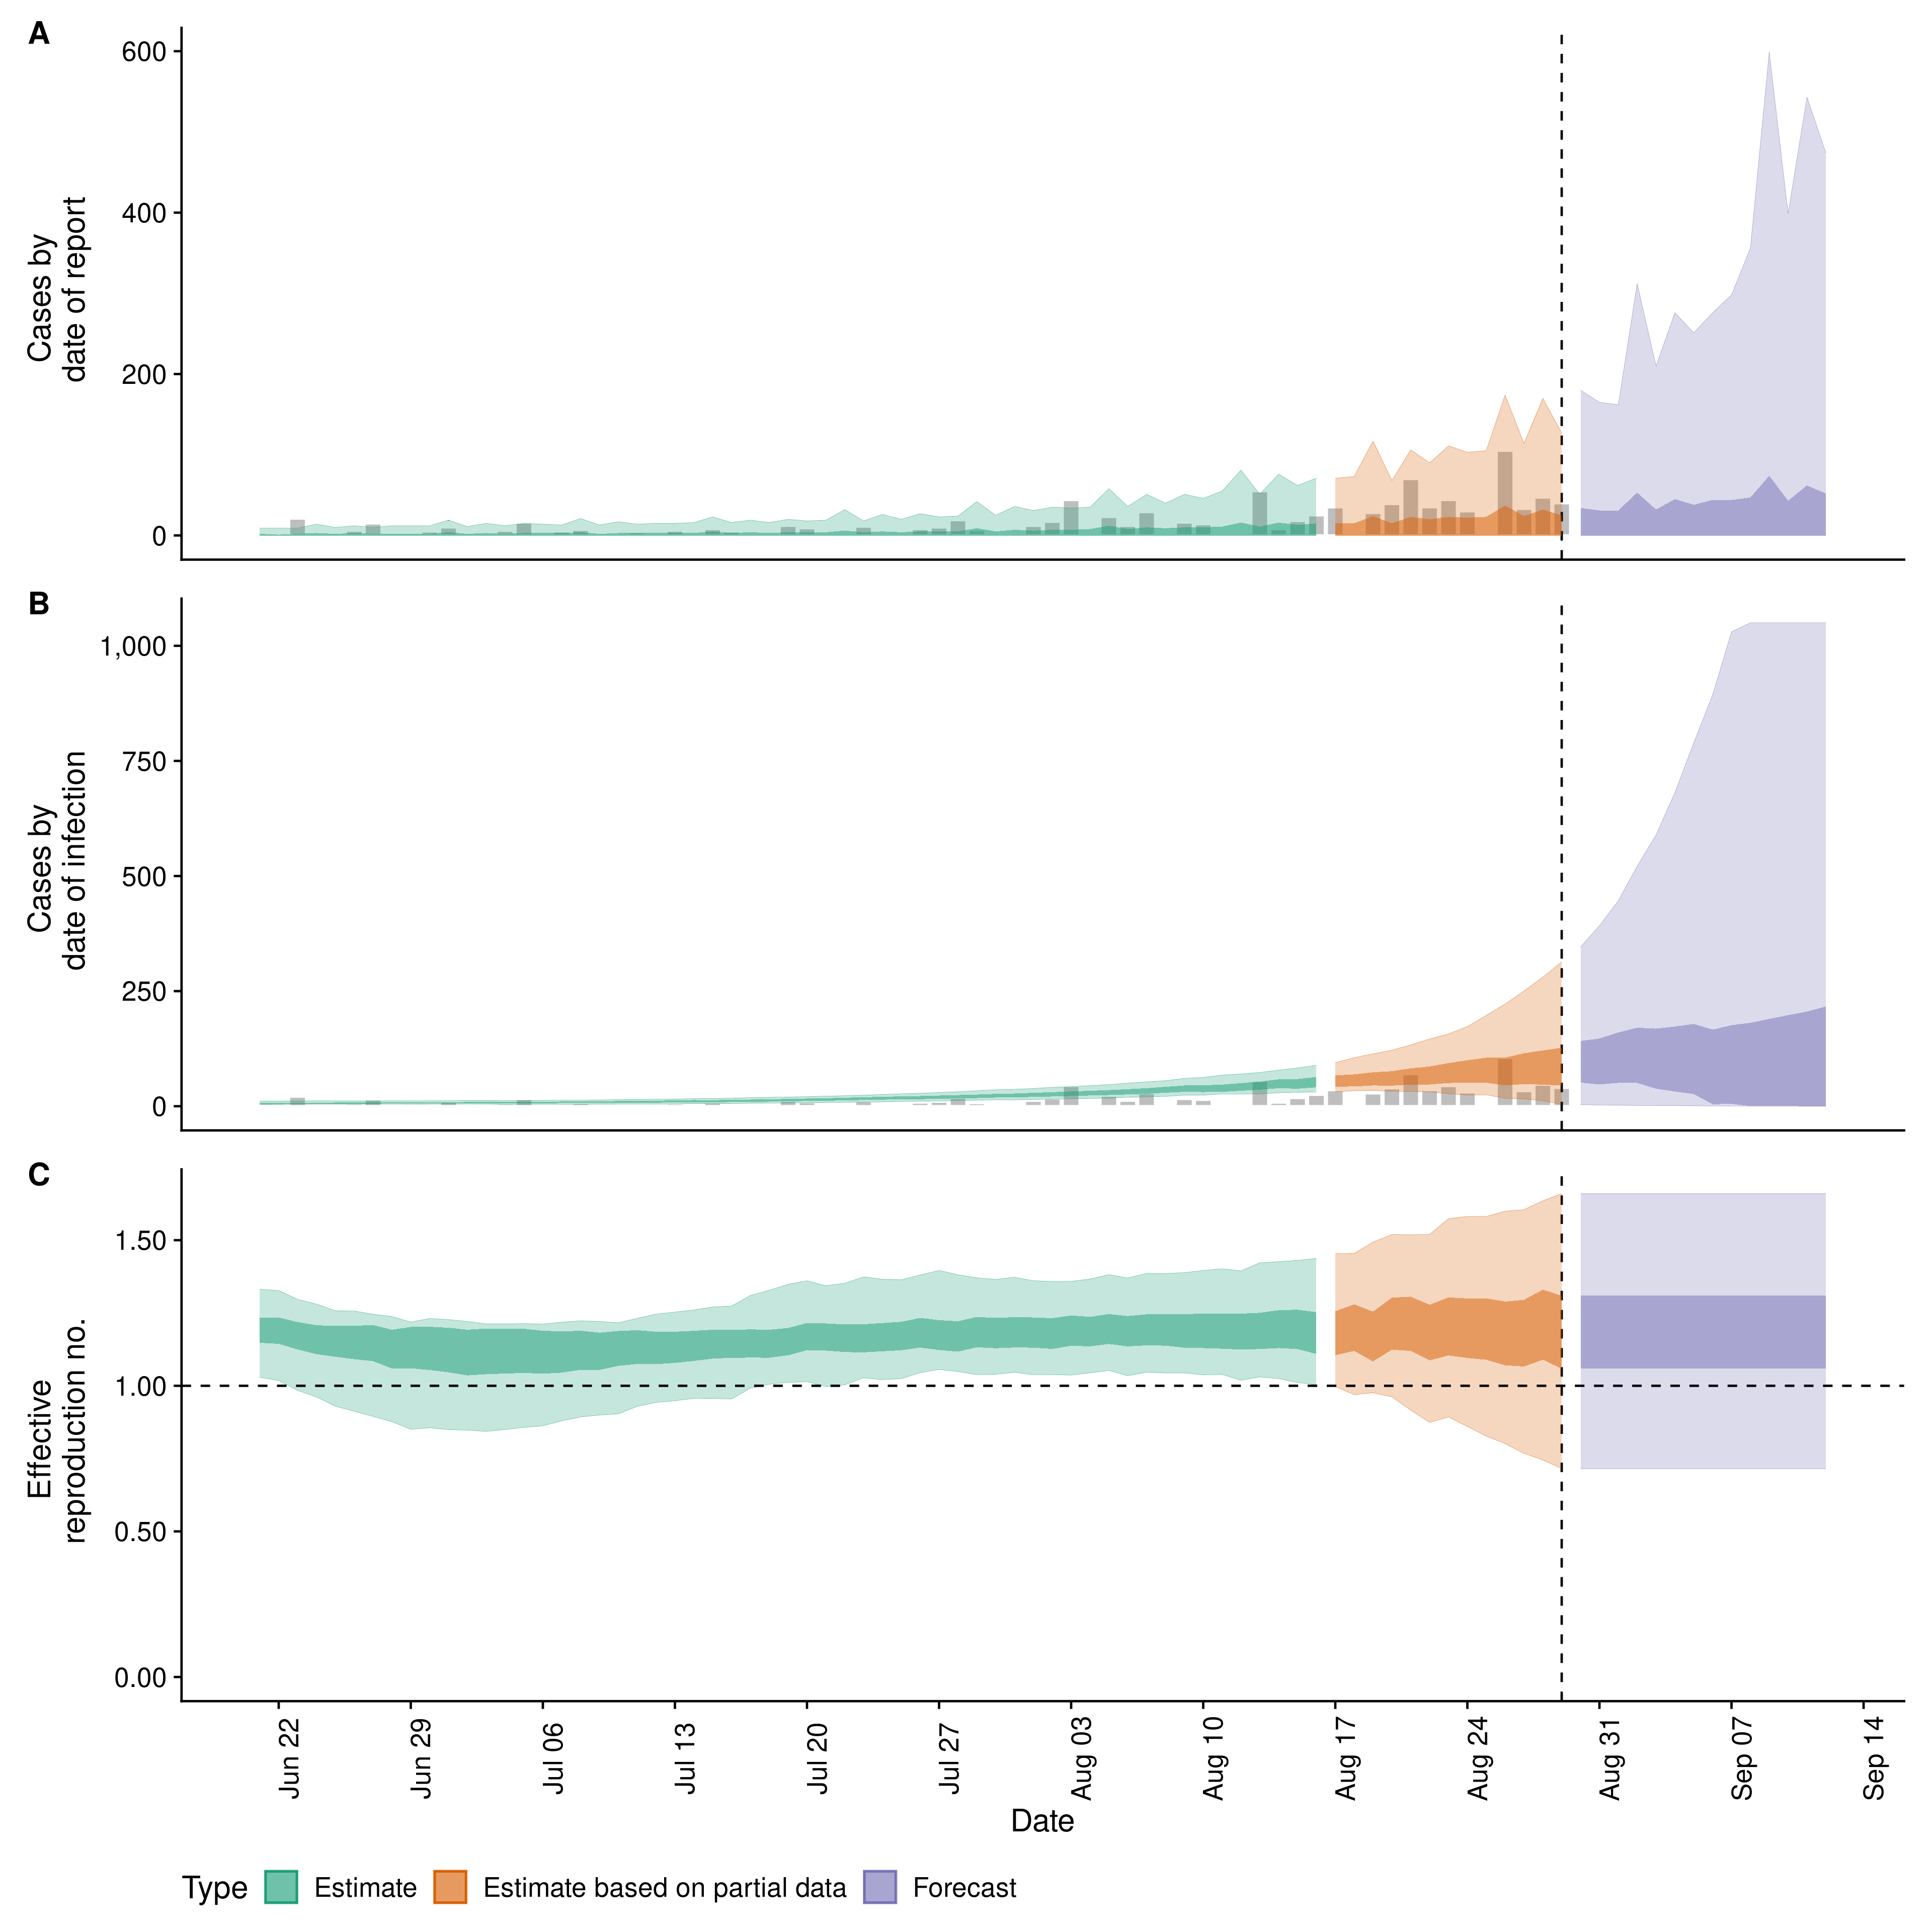 A
600
400
200
0
Cases by
date of report
B
1,000
750
500
250
0
Cases by
date of infection
C
1.50
1.00
0.50
0.00
Effective
reproduction no.
Jun 22
Jun 29
Jul 06
Jul 13
Jul 20
Jul 27
Aug 03
Aug 10
Aug 17
Aug 24
Aug 31
Sep 07
Sep 14
Date
Type Estimate Estimate based on partial data Forecast